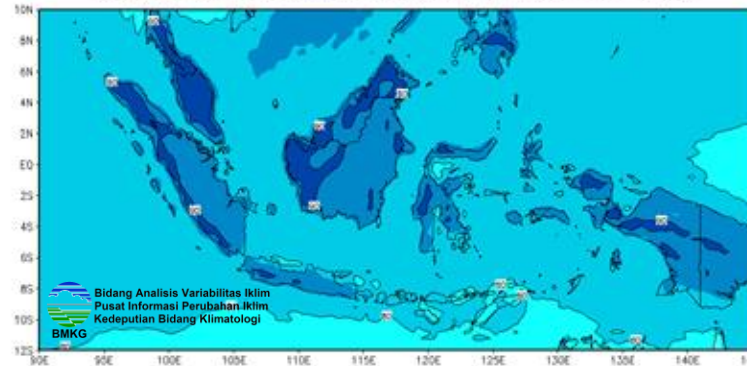 10N
8N
6N
4N
2N
EQ
2S
4S
6S
8S
10S
12S
Bidang Analisis Variabilitas Iklim
Pusat Informasi Perubahan Iklim
Kedeputian Bidang Klimatologi
BMKG
90E
95E
100E
105E
110E
115E
120E
125E
130E
135E
140E